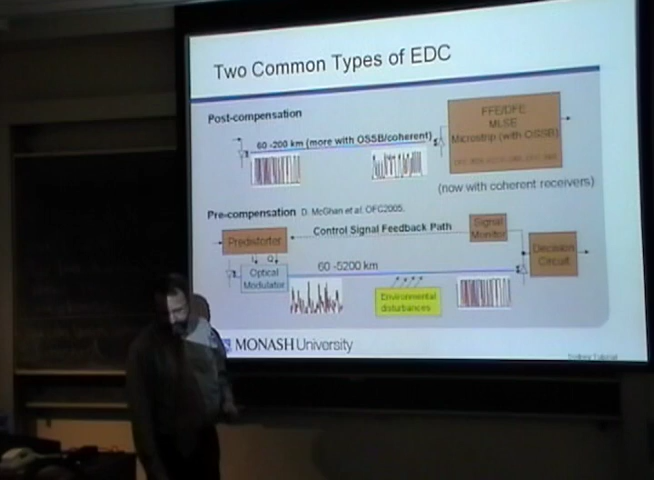 Two Common Types of EDC
Post-compensation
60 -200 km (more with OSSB/coherent)
FFE/DFE
MLSE
Microstrip (with OSSB)
(now with coherent receivers)
Pre-compensation D. McGhan et al, OFC2005.
Control Signal Feedback Path
Signal
Monitor
Predistorter
Decision
Circuit
I Q
Optical
Modulator
60 -5200 km
Environmental
disturbances
MONASH University